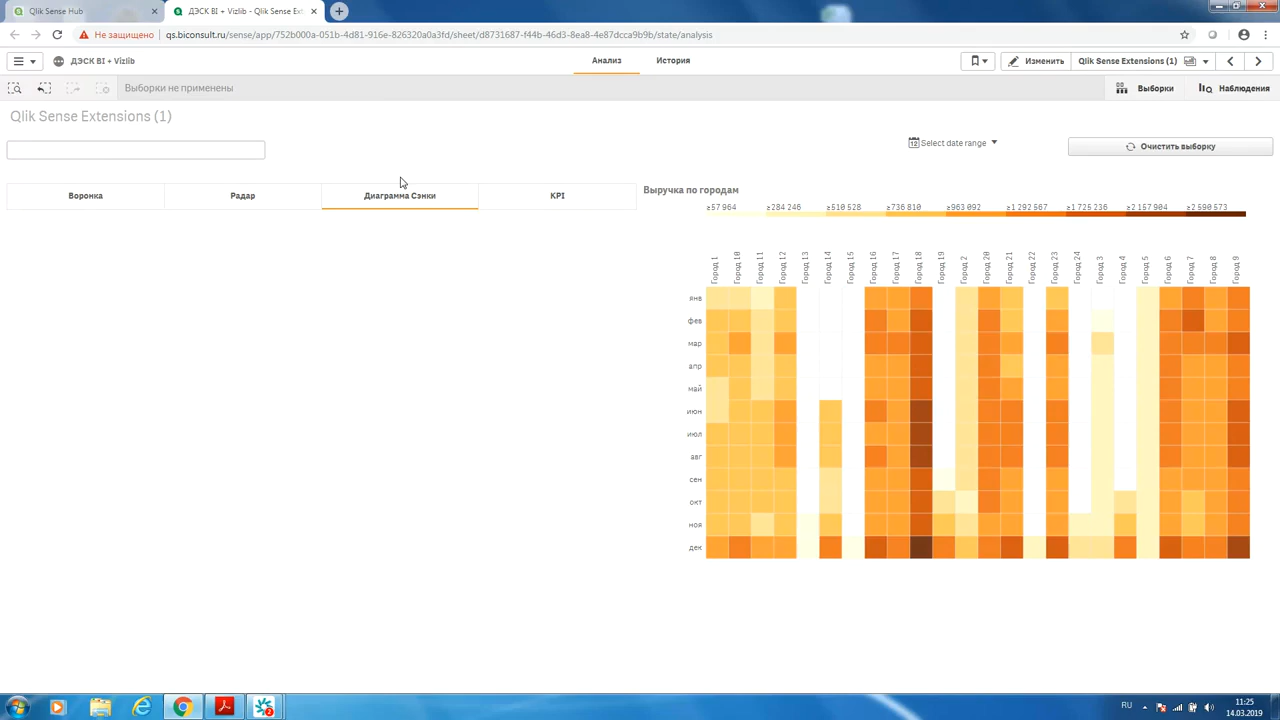 Qlik Sense Hub
ДЭСК BI + Vizlib - Qlik Sense Ext
Не защищено
qs.biconsult.ru/sense/app/752b000a-051b-4d81-916e-826320a0a3fd/sheet/d8731687-f44b-46d3-8ea8-4e87dcca9b9b/state/analysis
ДЭСК BI + Vizlib
Анализ
История
Изменить
Qlik Sense Extensions (1)
Выборки не применены
Выборки
Наблюдения
Qlik Sense Extensions (1)
12 Select date range
Очистить выборку
Воронка
Радар
Диаграмма Сэнки
KPI
Выручка по городам
≥57 964 ≥284 246 ≥510 528 ≥736 810 ≥963 092 ≥1 292 567 ≥1 725 236 ≥2 157 904 ≥2 590 573
Город 1 Город 10 Город 11 Город 12 Город 13 Город 14 Город 15 Город 16 Город 17 Город 18 Город 19 Город 2 Город 20 Город 21 Город 22 Город 23 Город 24 Город 3 Город 4 Город 5 Город 6 Город 7 Город 8 Город 9
янв
фев
мар
апр
май
июн
июл
авг
сен
окт
ноя
дек
RU
11:25
14.03.2019